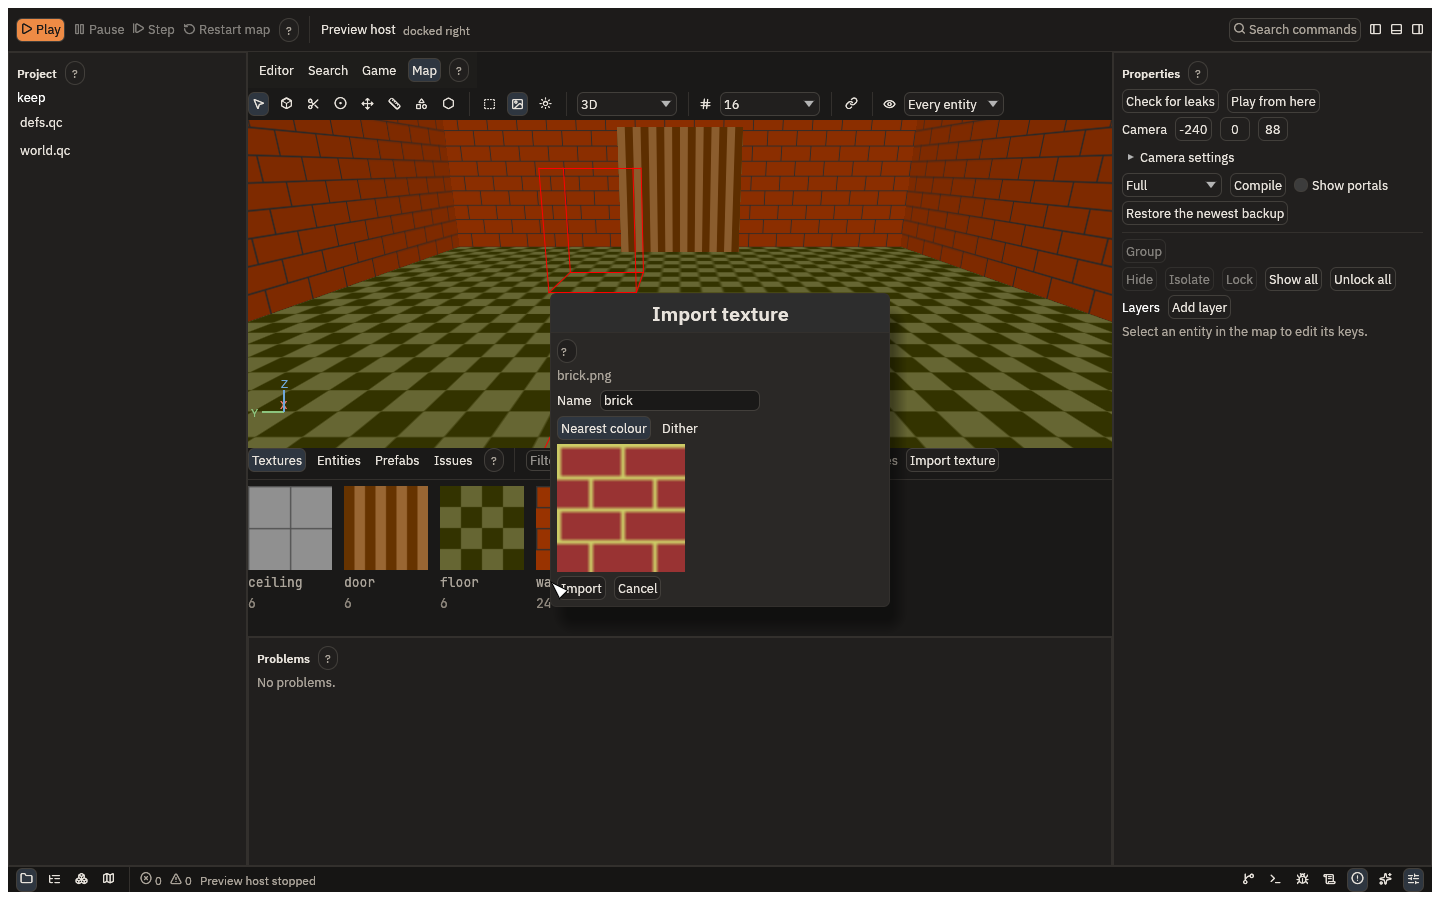 Play Pause Step Restart map ? Preview host docked right Search commands
Project ?
keep
defs.qc
world.qc
Editor Search Game Map ?
3D 16 Every entity
Z
Y X
Textures Entities Prefabs Issues ? Import texture
ceiling door floor
6 6 6 24
Import texture
?
brick.png
Name brick
Nearest colour Dither
Import Cancel
Problems ?
No problems.
Properties ?
Check for leaks Play from here
Camera -240 0 88
Camera settings
Full Compile Show portals
Restore the newest backup
Group
Hide Isolate Lock Show all Unlock all
Layers Add layer
Select an entity in the map to edit its keys.
0 0 Preview host stopped